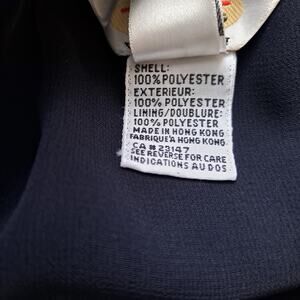 SHELL:
100% POLYESTER
EXTERIEUR:
100% POLYESTER
LINING/DOUBLURE:
100% POLYESTER
MADE IN HONG KONG
FABRIQUÉ À HONG KONG
CA # 23147
SEE REVERSE FOR CARE
INDICATIONS AU DOS